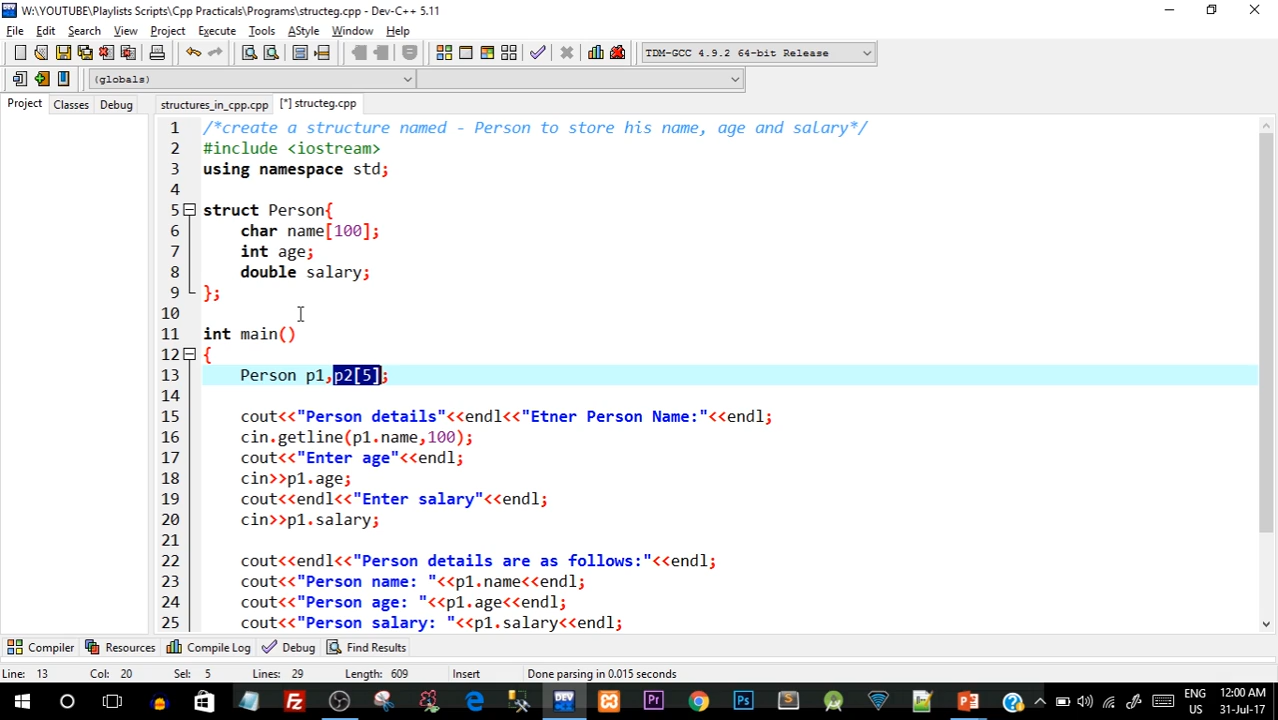 W:\YOUTUBE\Playlists Scripts\Cpp Practicals\Programs\structeg.cpp - Dev-C++ 5.11
File Edit Search View Project Execute Tools AStyle Window Help
TDM-GCC 4.9.2 64-bit Release
(globals)
Project Classes Debug structures_in_cpp.cpp [*] structeg.cpp
1 /*create a structure named - Person to store his name, age and salary*/
2 #include <iostream>
3 using namespace std;
4
5 struct Person{
6 char name[100];
7 int age;
8 double salary;
9 };
10
11 int main()
12 {
13 Person p1,p2[5];
14
15 cout<<"Person details"<<endl<<"Etner Person Name:"<<endl;
16 cin.getline(p1.name,100);
17 cout<<"Enter age"<<endl;
18 cin>>p1.age;
19 cout<<endl<<"Enter salary"<<endl;
20 cin>>p1.salary;
21
22 cout<<endl<<"Person details are as follows:"<<endl;
23 cout<<"Person name: "<<p1.name<<endl;
24 cout<<"Person age: "<<p1.age<<endl;
25 cout<<"Person salary: "<<p1.salary<<endl;
Compiler Resources Compile Log Debug Find Results
Line: 13 Col: 20 Sel: 5 Lines: 29 Length: 609 Insert Done parsing in 0.015 seconds
DEV Pr Ps S ENG 12:00 AM
US 31-Jul-17